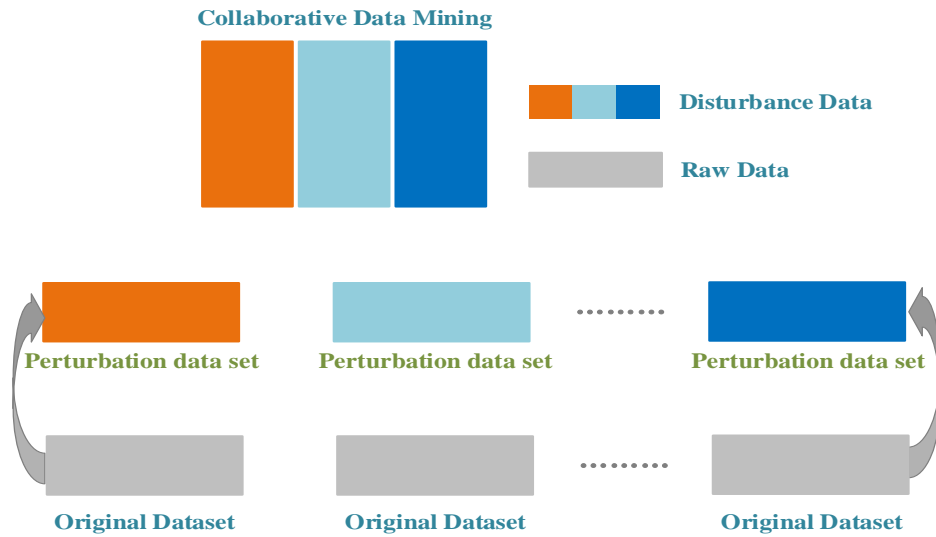 Collaborative Data Mining
Disturbance Data
Raw Data
Perturbation data set
Perturbation data set
Perturbation data set
Original Dataset
Original Dataset
Original Dataset